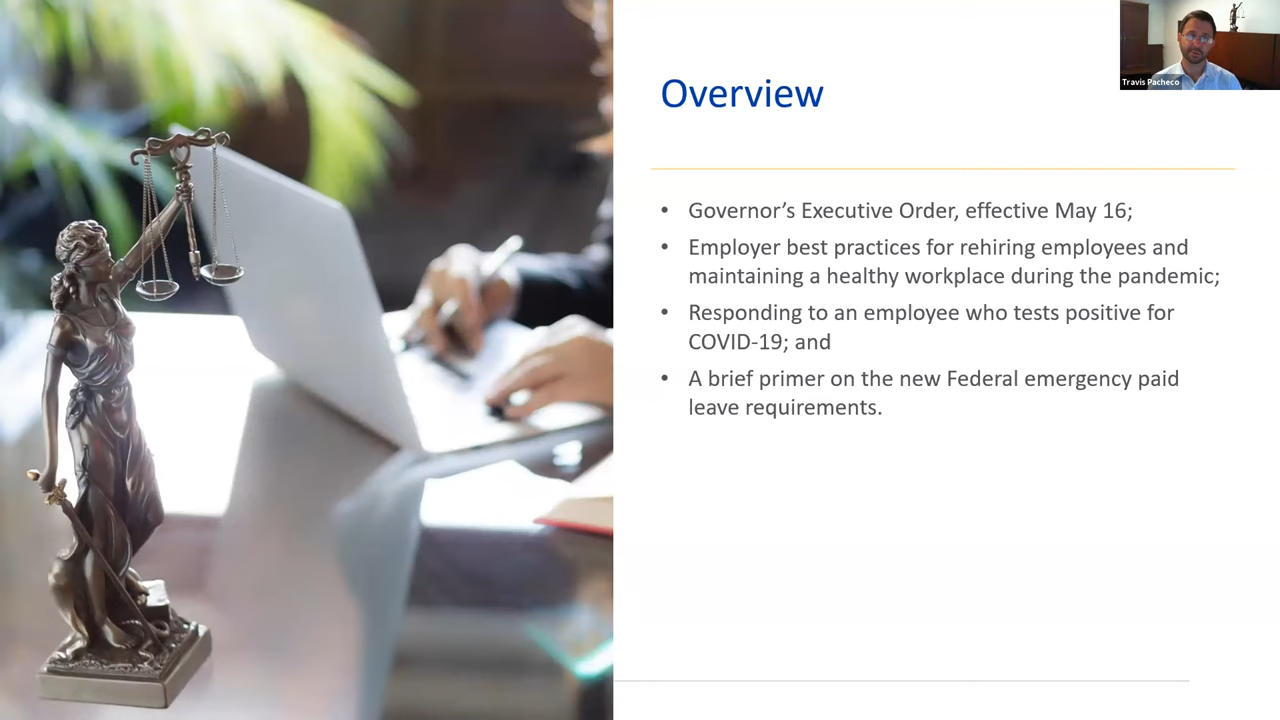 Travis Pacheco
Overview
• Governor’s Executive Order, effective May 16;
• Employer best practices for rehiring employees and
maintaining a healthy workplace during the pandemic;
• Responding to an employee who tests positive for
COVID-19; and
• A brief primer on the new Federal emergency paid
leave requirements.